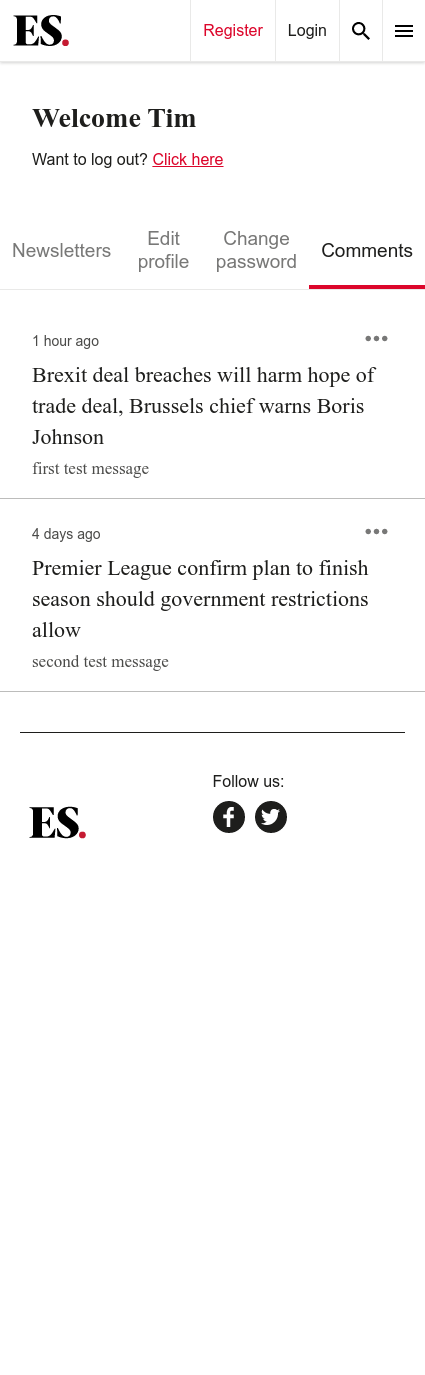 ES.
Register
Login
Welcome Tim
Want to log out? Click here
Newsletters
Edit
profile
Change
password
Comments
1 hour ago
Brexit deal breaches will harm hope of
trade deal, Brussels chief warns Boris
Johnson
first test message
4 days ago
Premier League confirm plan to finish
season should government restrictions
allow
second test message
Follow us:
ES.